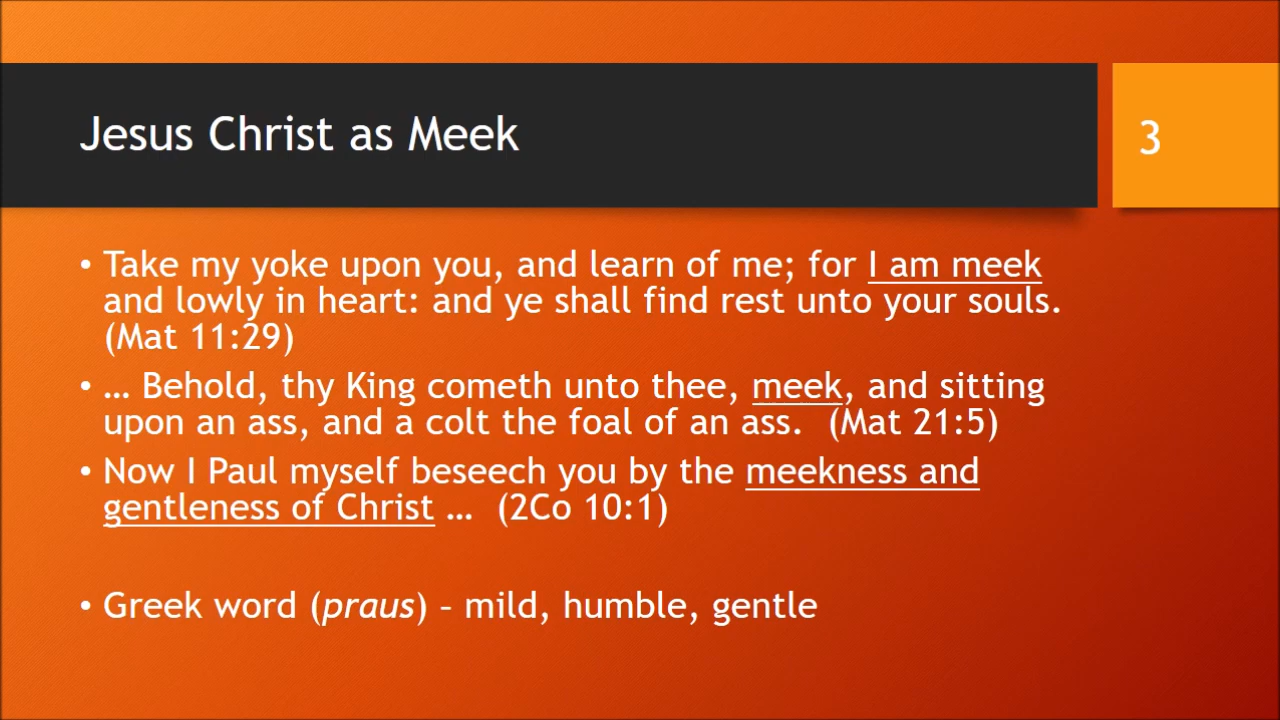 Jesus Christ as Meek
3
• Take my yoke upon you, and learn of me; for I am meek
and lowly in heart: and ye shall find rest unto your souls.
(Mat 11:29)
• … Behold, thy King cometh unto thee, meek, and sitting
upon an ass, and a colt the foal of an ass.  (Mat 21:5)
• Now I Paul myself beseech you by the meekness and
gentleness of Christ …  (2Co 10:1)
• Greek word (praus) – mild, humble, gentle